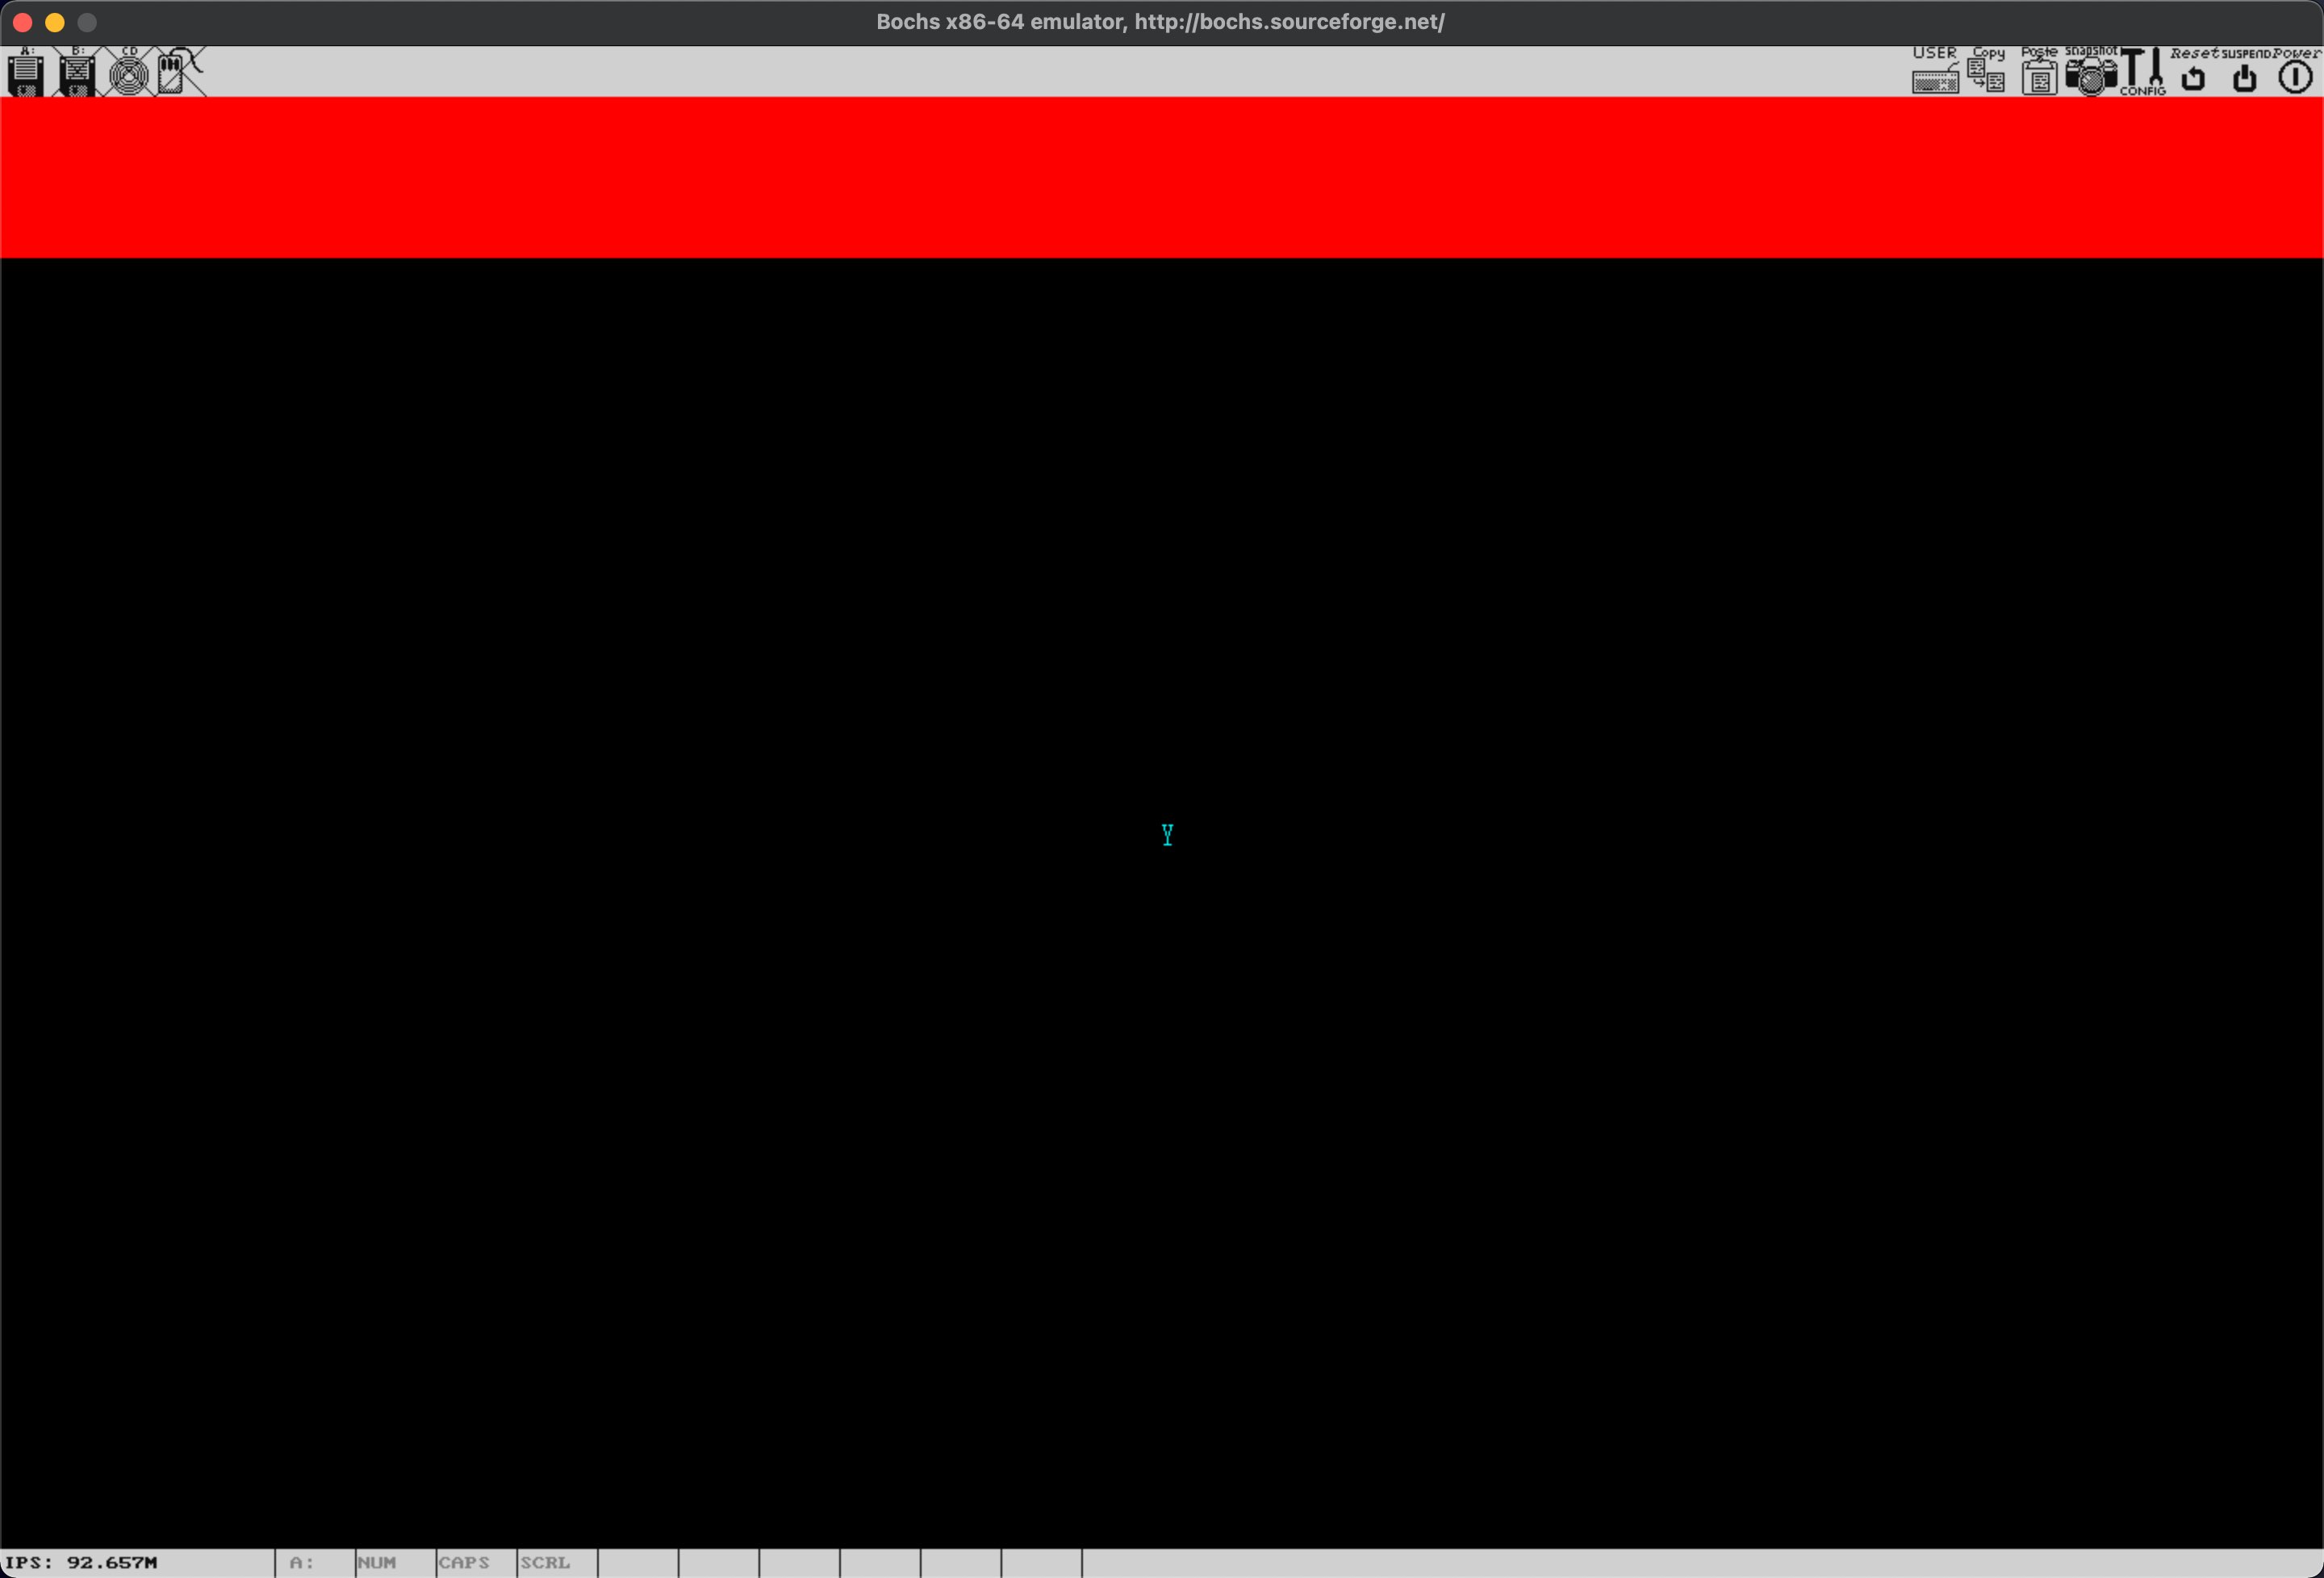 Bochs x86-64 emulator, http://bochs.sourceforge.net/
A: B: CD USER Copy Paste snapshot CONFIG Reset SUSPEND Power
Y
IPS: 92.657M A: NUM CAPS SCRL